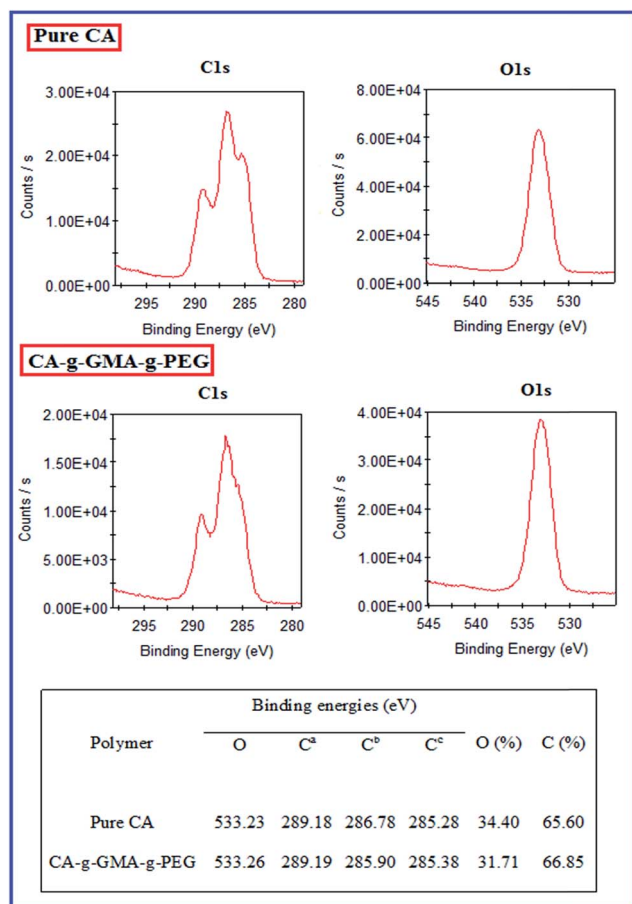 Pure CA
C1s
O1s
3.00E+04
2.00E+04
1.00E+04
0.00E+00
Counts / s
295 290 285 280
Binding Energy (eV)
8.00E+04
6.00E+04
4.00E+04
2.00E+04
0.00E+00
Counts / s
545 540 535 530
Binding Energy (eV)
CA-g-GMA-g-PEG
C1s
O1s
2.00E+04
1.50E+04
1.00E+04
5.00E+03
0.00E+00
Counts / s
295 290 285 280
Binding Energy (eV)
4.00E+04
3.00E+04
2.00E+04
1.00E+04
0.00E+00
Counts / s
545 540 535 530
Binding Energy (eV)
Binding energies (eV)
Polymer O Cᵃ Cᵇ Cᶜ O (%) C (%)
Pure CA 533.23 289.18 286.78 285.28 34.40 65.60
CA-g-GMA-g-PEG 533.26 289.19 285.90 285.38 31.71 66.85